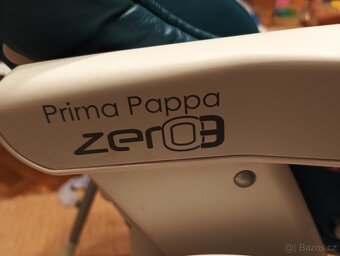 Prima Pappa
zero3
(c) Bazos.cz